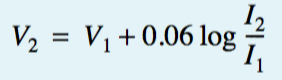 V₂ = V₁ + 0.06 log I₂/I₁